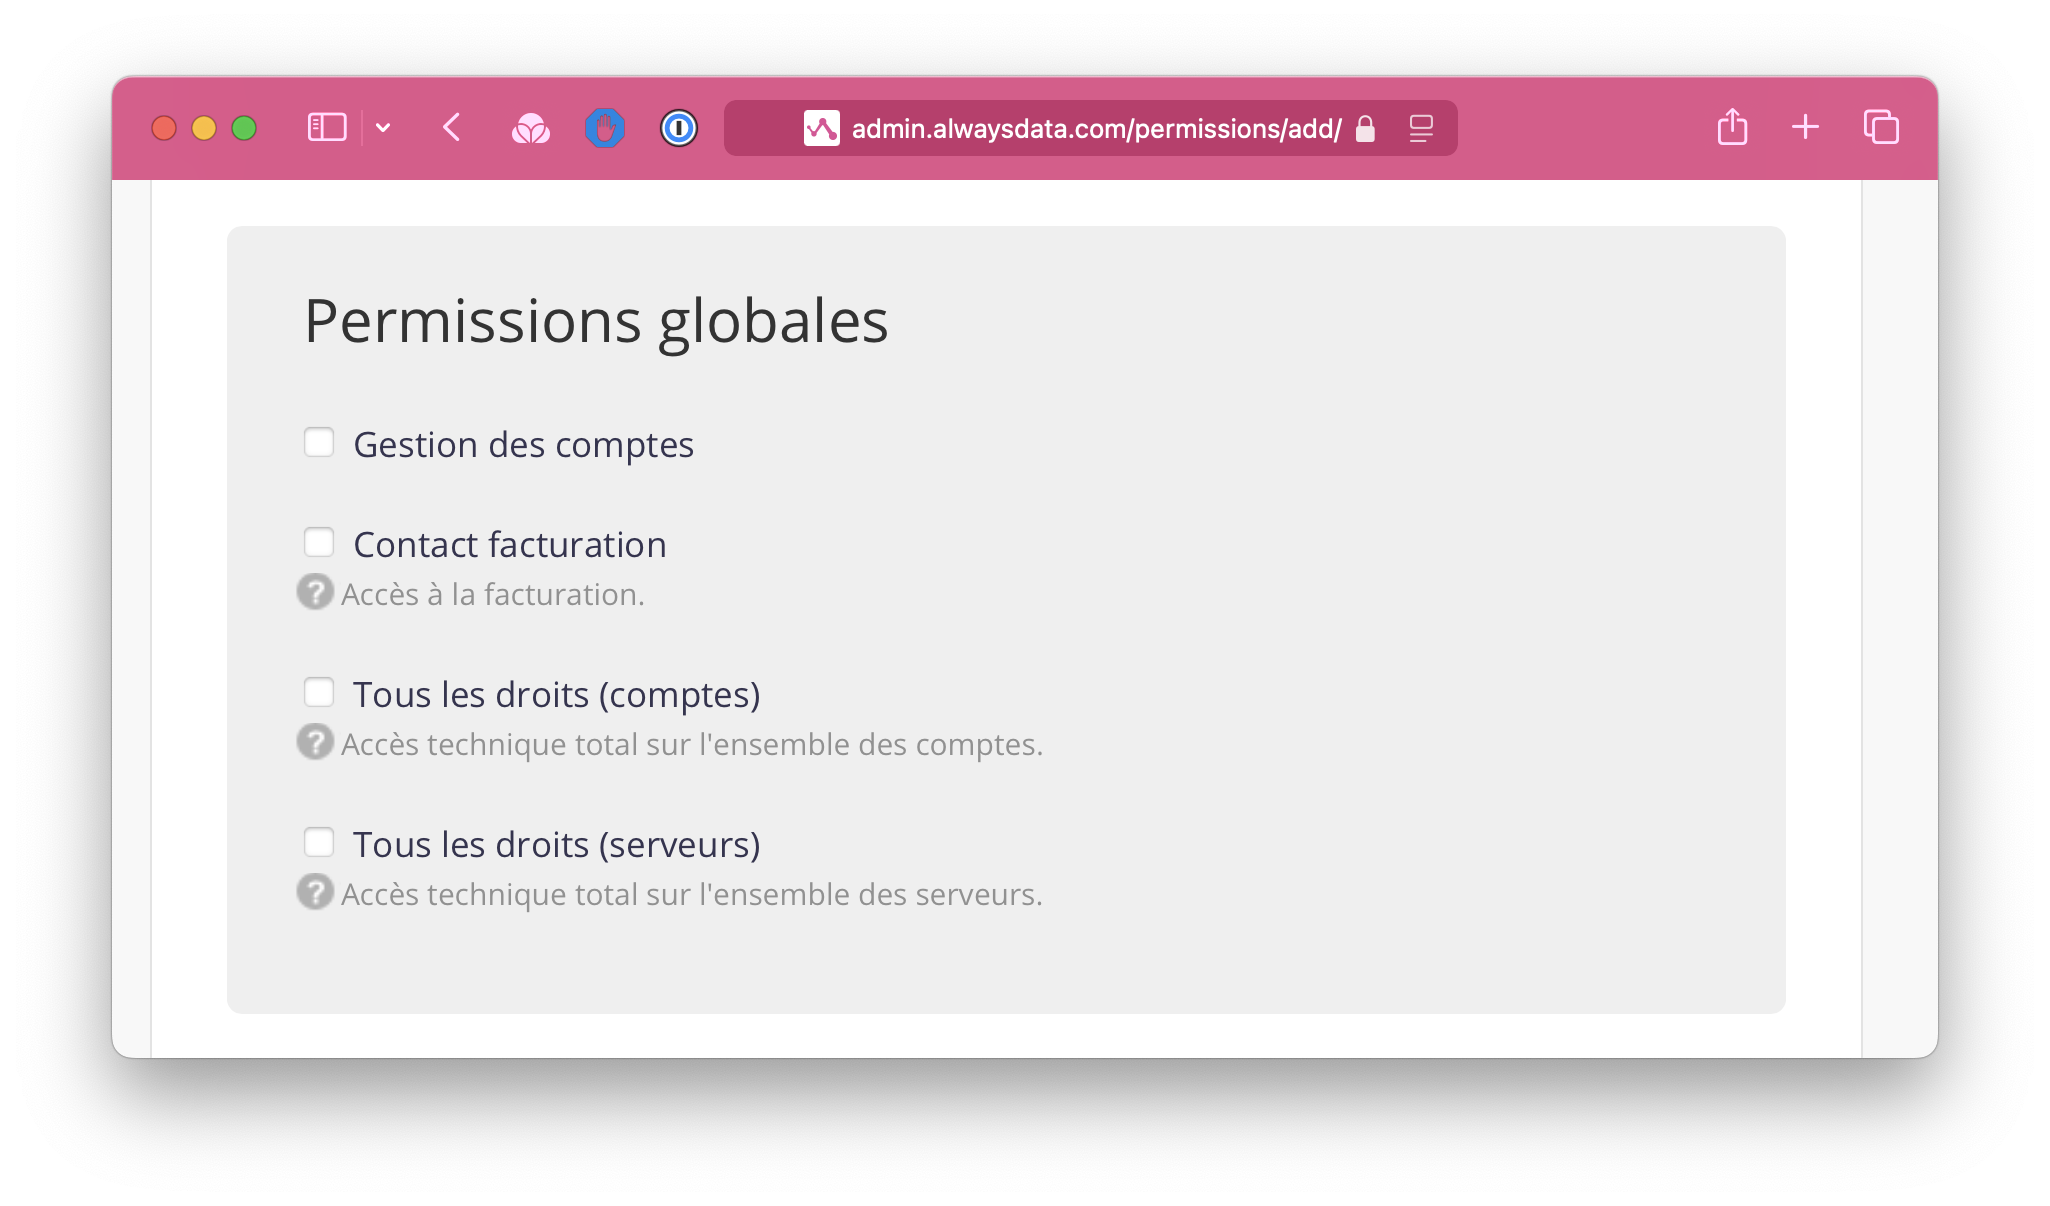 admin.alwaysdata.com/permissions/add/
Permissions globales
Gestion des comptes
Contact facturation
Accès à la facturation.
Tous les droits (comptes)
Accès technique total sur l'ensemble des comptes.
Tous les droits (serveurs)
Accès technique total sur l'ensemble des serveurs.